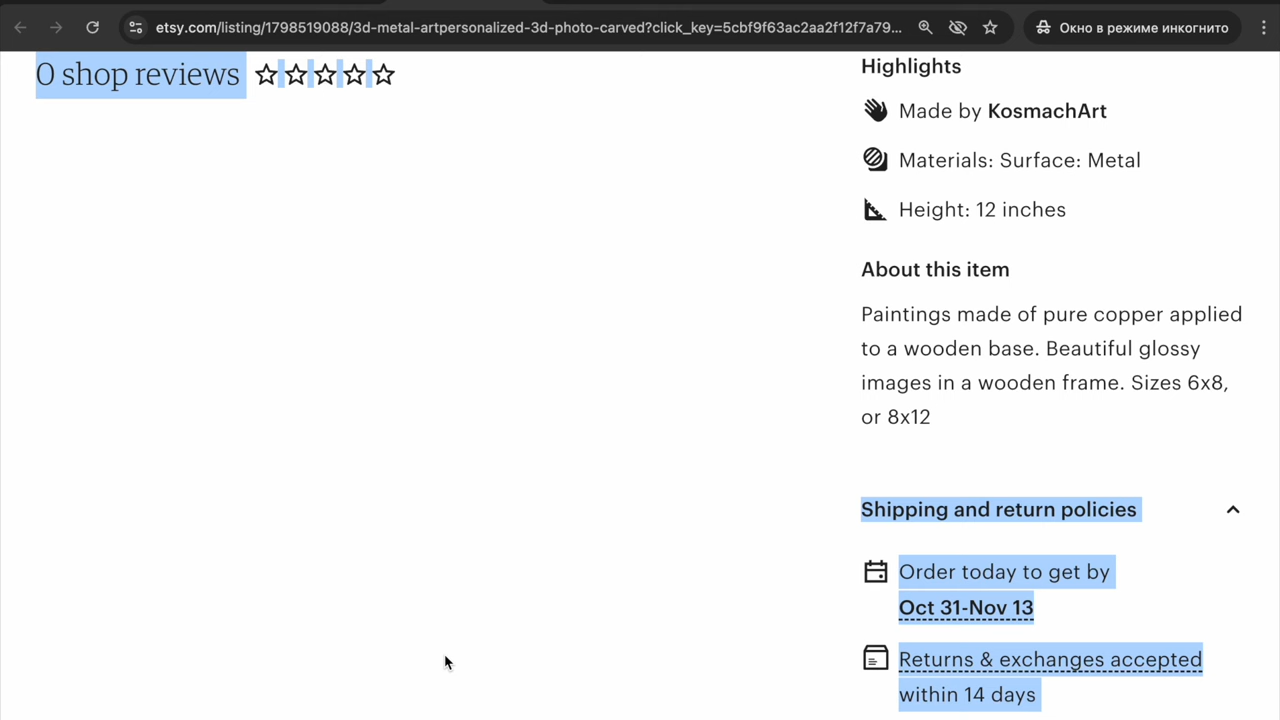 etsy.com/listing/1798519088/3d-metal-artpersonalized-3d-photo-carved?click_key=5cbf9f63ac2aa2f12f7a79...
Окно в режиме инкогнито
0 shop reviews
Highlights
Made by KosmachArt
Materials: Surface: Metal
Height: 12 inches
About this item
Paintings made of pure copper applied
to a wooden base. Beautiful glossy
images in a wooden frame. Sizes 6x8,
or 8x12
Shipping and return policies
Order today to get by
Oct 31-Nov 13
Returns & exchanges accepted
within 14 days